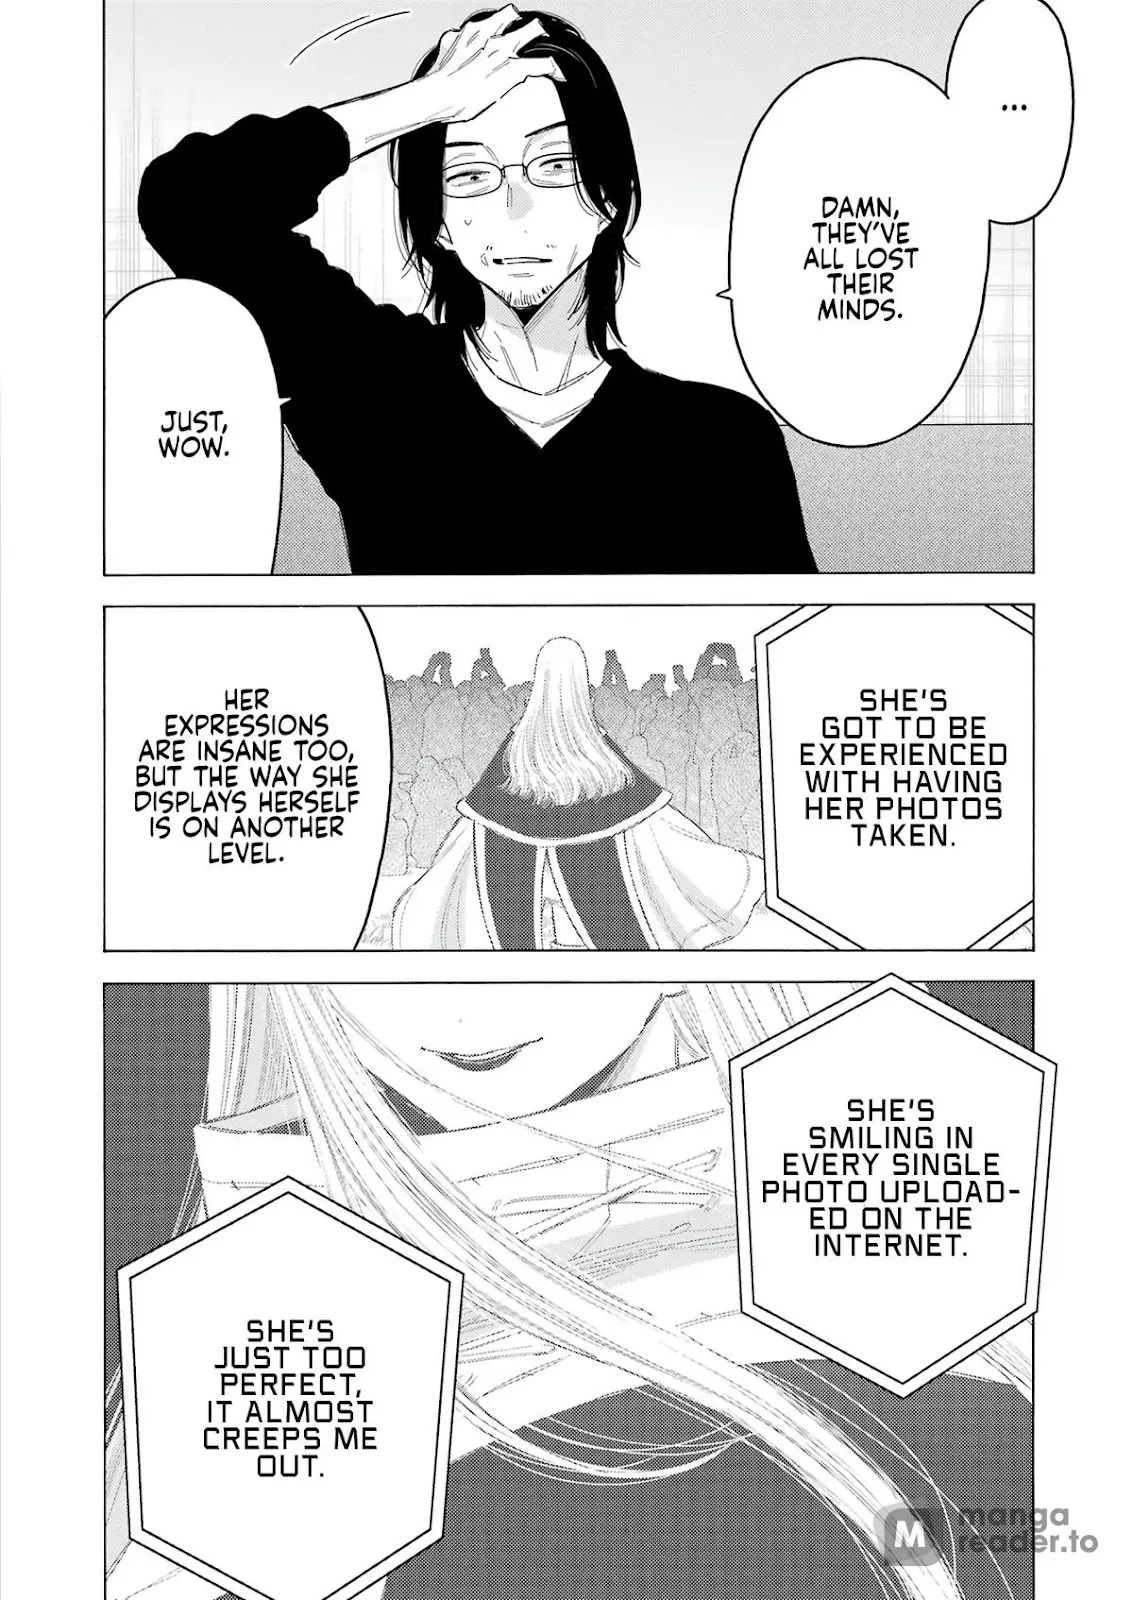 ...
DAMN,
THEY'VE
ALL LOST
THEIR
MINDS.
JUST,
WOW.
SHE'S
GOT TO BE
EXPERIENCED
WITH HAVING
HER PHOTOS
TAKEN.
HER
EXPRESSIONS
ARE INSANE TOO,
BUT THE WAY SHE
DISPLAYS HERSELF
IS ON ANOTHER
LEVEL.
SHE'S
SMILING IN
EVERY SINGLE
PHOTO UPLOAD-
ED ON THE
INTERNET.
SHE'S
JUST TOO
PERFECT,
IT ALMOST
CREEPS ME
OUT.
M manga
reader.to